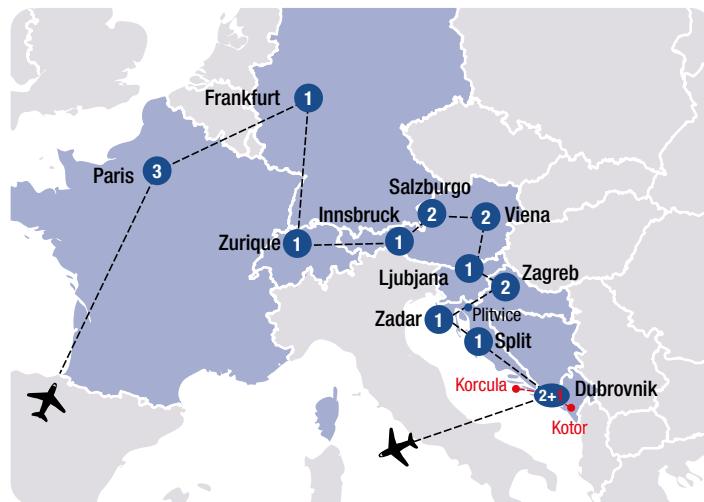 Frankfurt
1
Paris
3
Salzburgo
2
2
Viena
Innsbruck
1
Zurique
1
Ljubjana
1
Zagreb
2
Plitvice
Zadar
1
1
Split
Korcula
2+1
Dubrovnik
Kotor